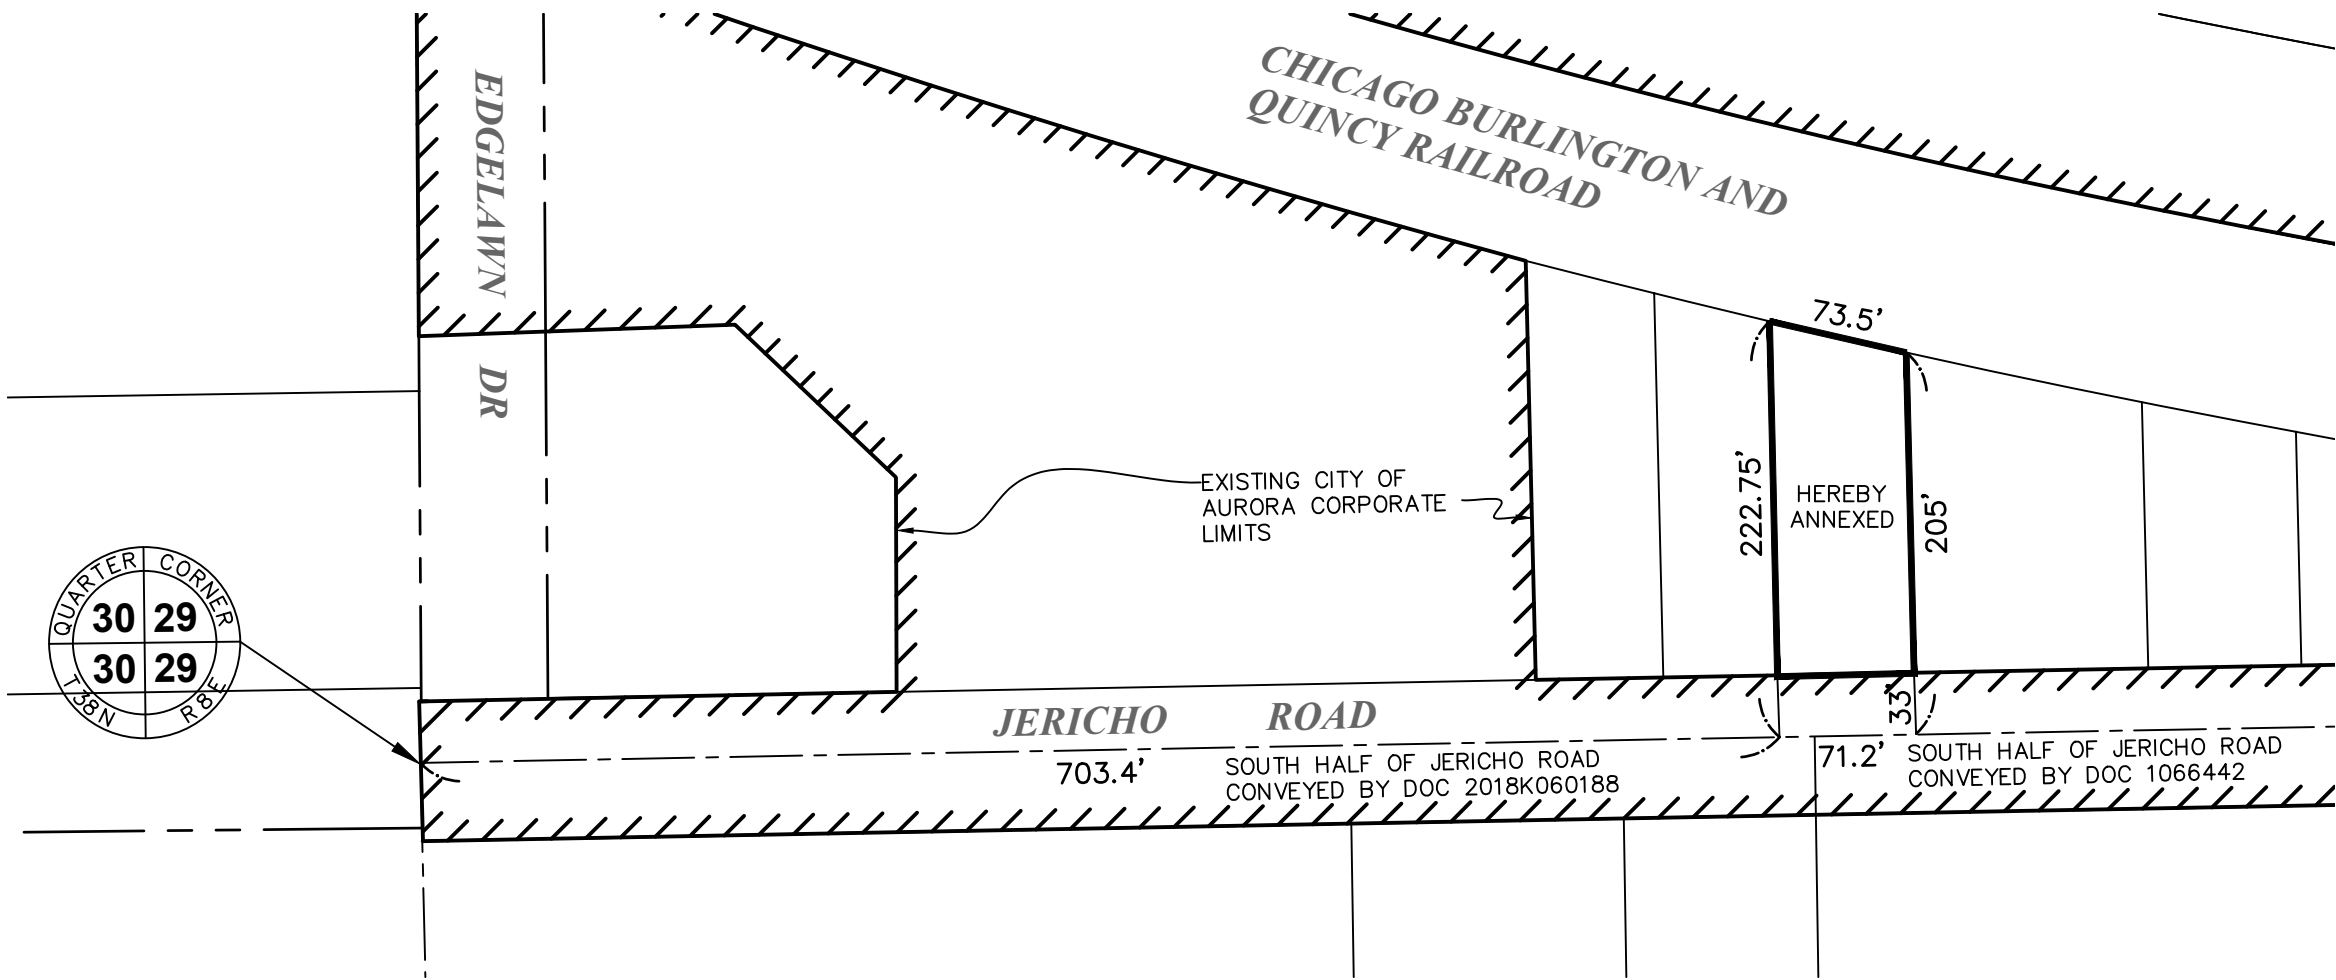 CHICAGO BURLINGTON AND
QUINCY RAILROAD
EDGELAWN
DR
73.5'
222.75'
HEREBY
ANNEXED
205'
EXISTING CITY OF
AURORA CORPORATE
LIMITS
QUARTER CORNER
30 29
30 29
T38N R8E
JERICHO ROAD
33'
703.4'
SOUTH HALF OF JERICHO ROAD
CONVEYED BY DOC 2018K060188
71.2'
SOUTH HALF OF JERICHO ROAD
CONVEYED BY DOC 1066442